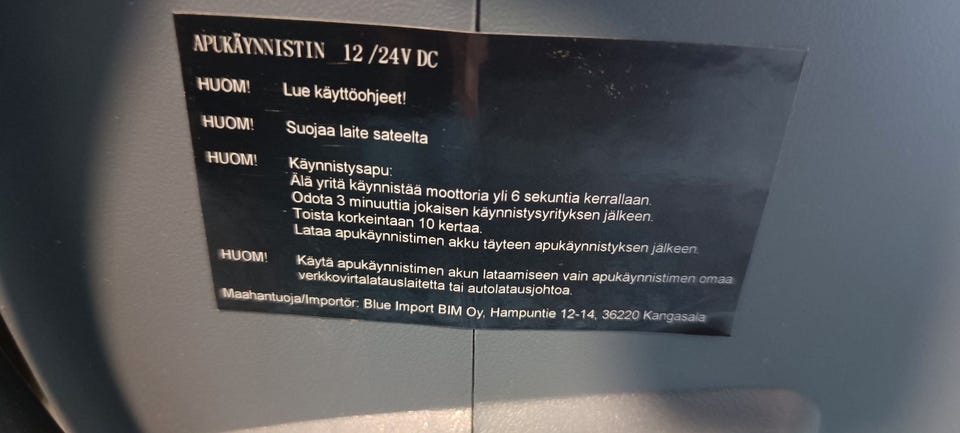 APUKÄYNNISTIN 12 /24V DC
HUOM! Lue käyttöohjeet!
HUOM! Suojaa laite sateelta
HUOM! Käynnistysapu:
Älä yritä käynnistää moottoria yli 6 sekuntia kerrallaan.
Odota 3 minuuttia jokaisen käynnistysyrityksen jälkeen.
Toista korkeintaan 10 kertaa.
Lataa apukäynnistimen akku täyteen apukäynnistyksen jälkeen.
HUOM! Käytä apukäynnistimen akun lataamiseen vain apukäynnistimen omaa
verkkovirtalatauslaitetta tai autolatausjohtoa.
Maahantuoja/Importör: Blue Import BIM Oy, Hampuntie 12-14, 36220 Kangasala